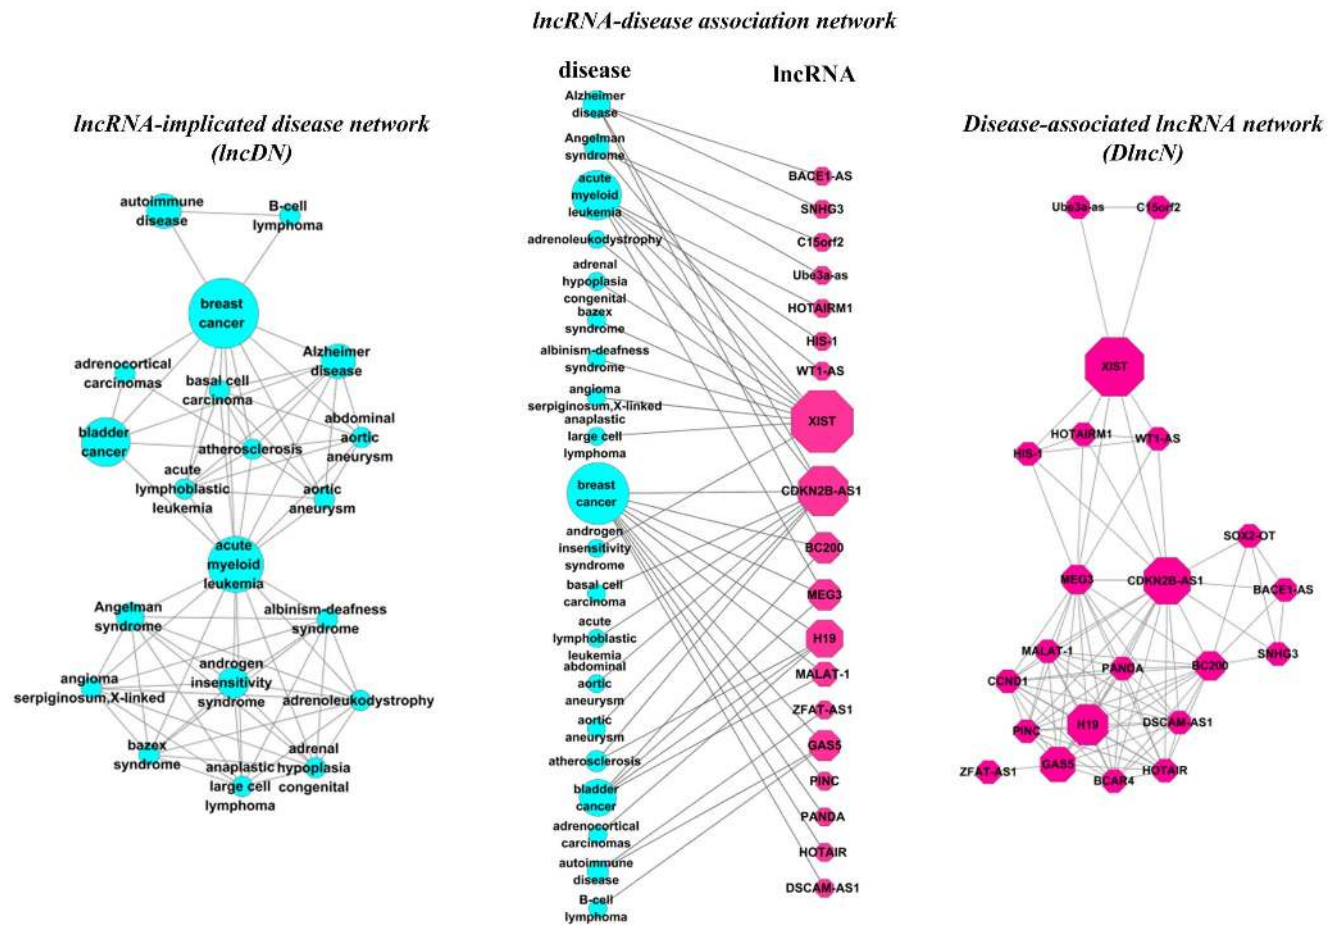 lncRNA-disease association network
lncRNA-implicated disease network
(lncDN)
autoimmune
disease
B-cell
lymphoma
breast
cancer
adrenocortical
carcinomas
Alzheimer
disease
basal cell
carcinoma
bladder
cancer
abdominal
aortic
aneurysm
atherosclerosis
acute
lymphoblastic
leukemia
aortic
aneurysm
acute
myeloid
leukemia
Angelman
syndrome
albinism-deafness
syndrome
androgen
insensitivity
syndrome
angioma
serpiginosum,X-linked
adrenoleukodystrophy
bazex
syndrome
anaplastic
large cell
lymphoma
adrenal
hypoplasia
congenital
disease
Alzheimer
disease
Angelman
syndrome
acute
myeloid
leukemia
adrenoleukodystrophy
adrenal
hypoplasia
congenital
bazex
syndrome
albinism-deafness
syndrome
angioma
serpiginosum,X-linked
anaplastic
large cell
lymphoma
breast
cancer
androgen
insensitivity
syndrome
basal cell
carcinoma
acute
lymphoblastic
leukemia
abdominal
aortic
aneurysm
aortic
aneurysm
atherosclerosis
bladder
cancer
adrenocortical
carcinomas
autoimmune
disease
B-cell
lymphoma
lncRNA
BACE1-AS
SNHG3
C15orf2
Ube3a-as
HOTAIRM1
HIS-1
WT1-AS
XIST
CDKN2B-AS1
BC200
MEG3
H19
MALAT-1
ZFAT-AS1
GAS5
PINC
PANDA
HOTAIR
DSCAM-AS1
Disease-associated lncRNA network
(DlncN)
Ube3a-as
C15orf2
XIST
HOTAIRM1
WT1-AS
HIS-1
SOX2-OT
MEG3
CDKN2B-AS1
BACE1-AS
MALAT-1
PANDA
BC200
SNHG3
CCND1
H19
DSCAM-AS1
PINC
ZFAT-AS1
GAS5
BCAR4
HOTAIR